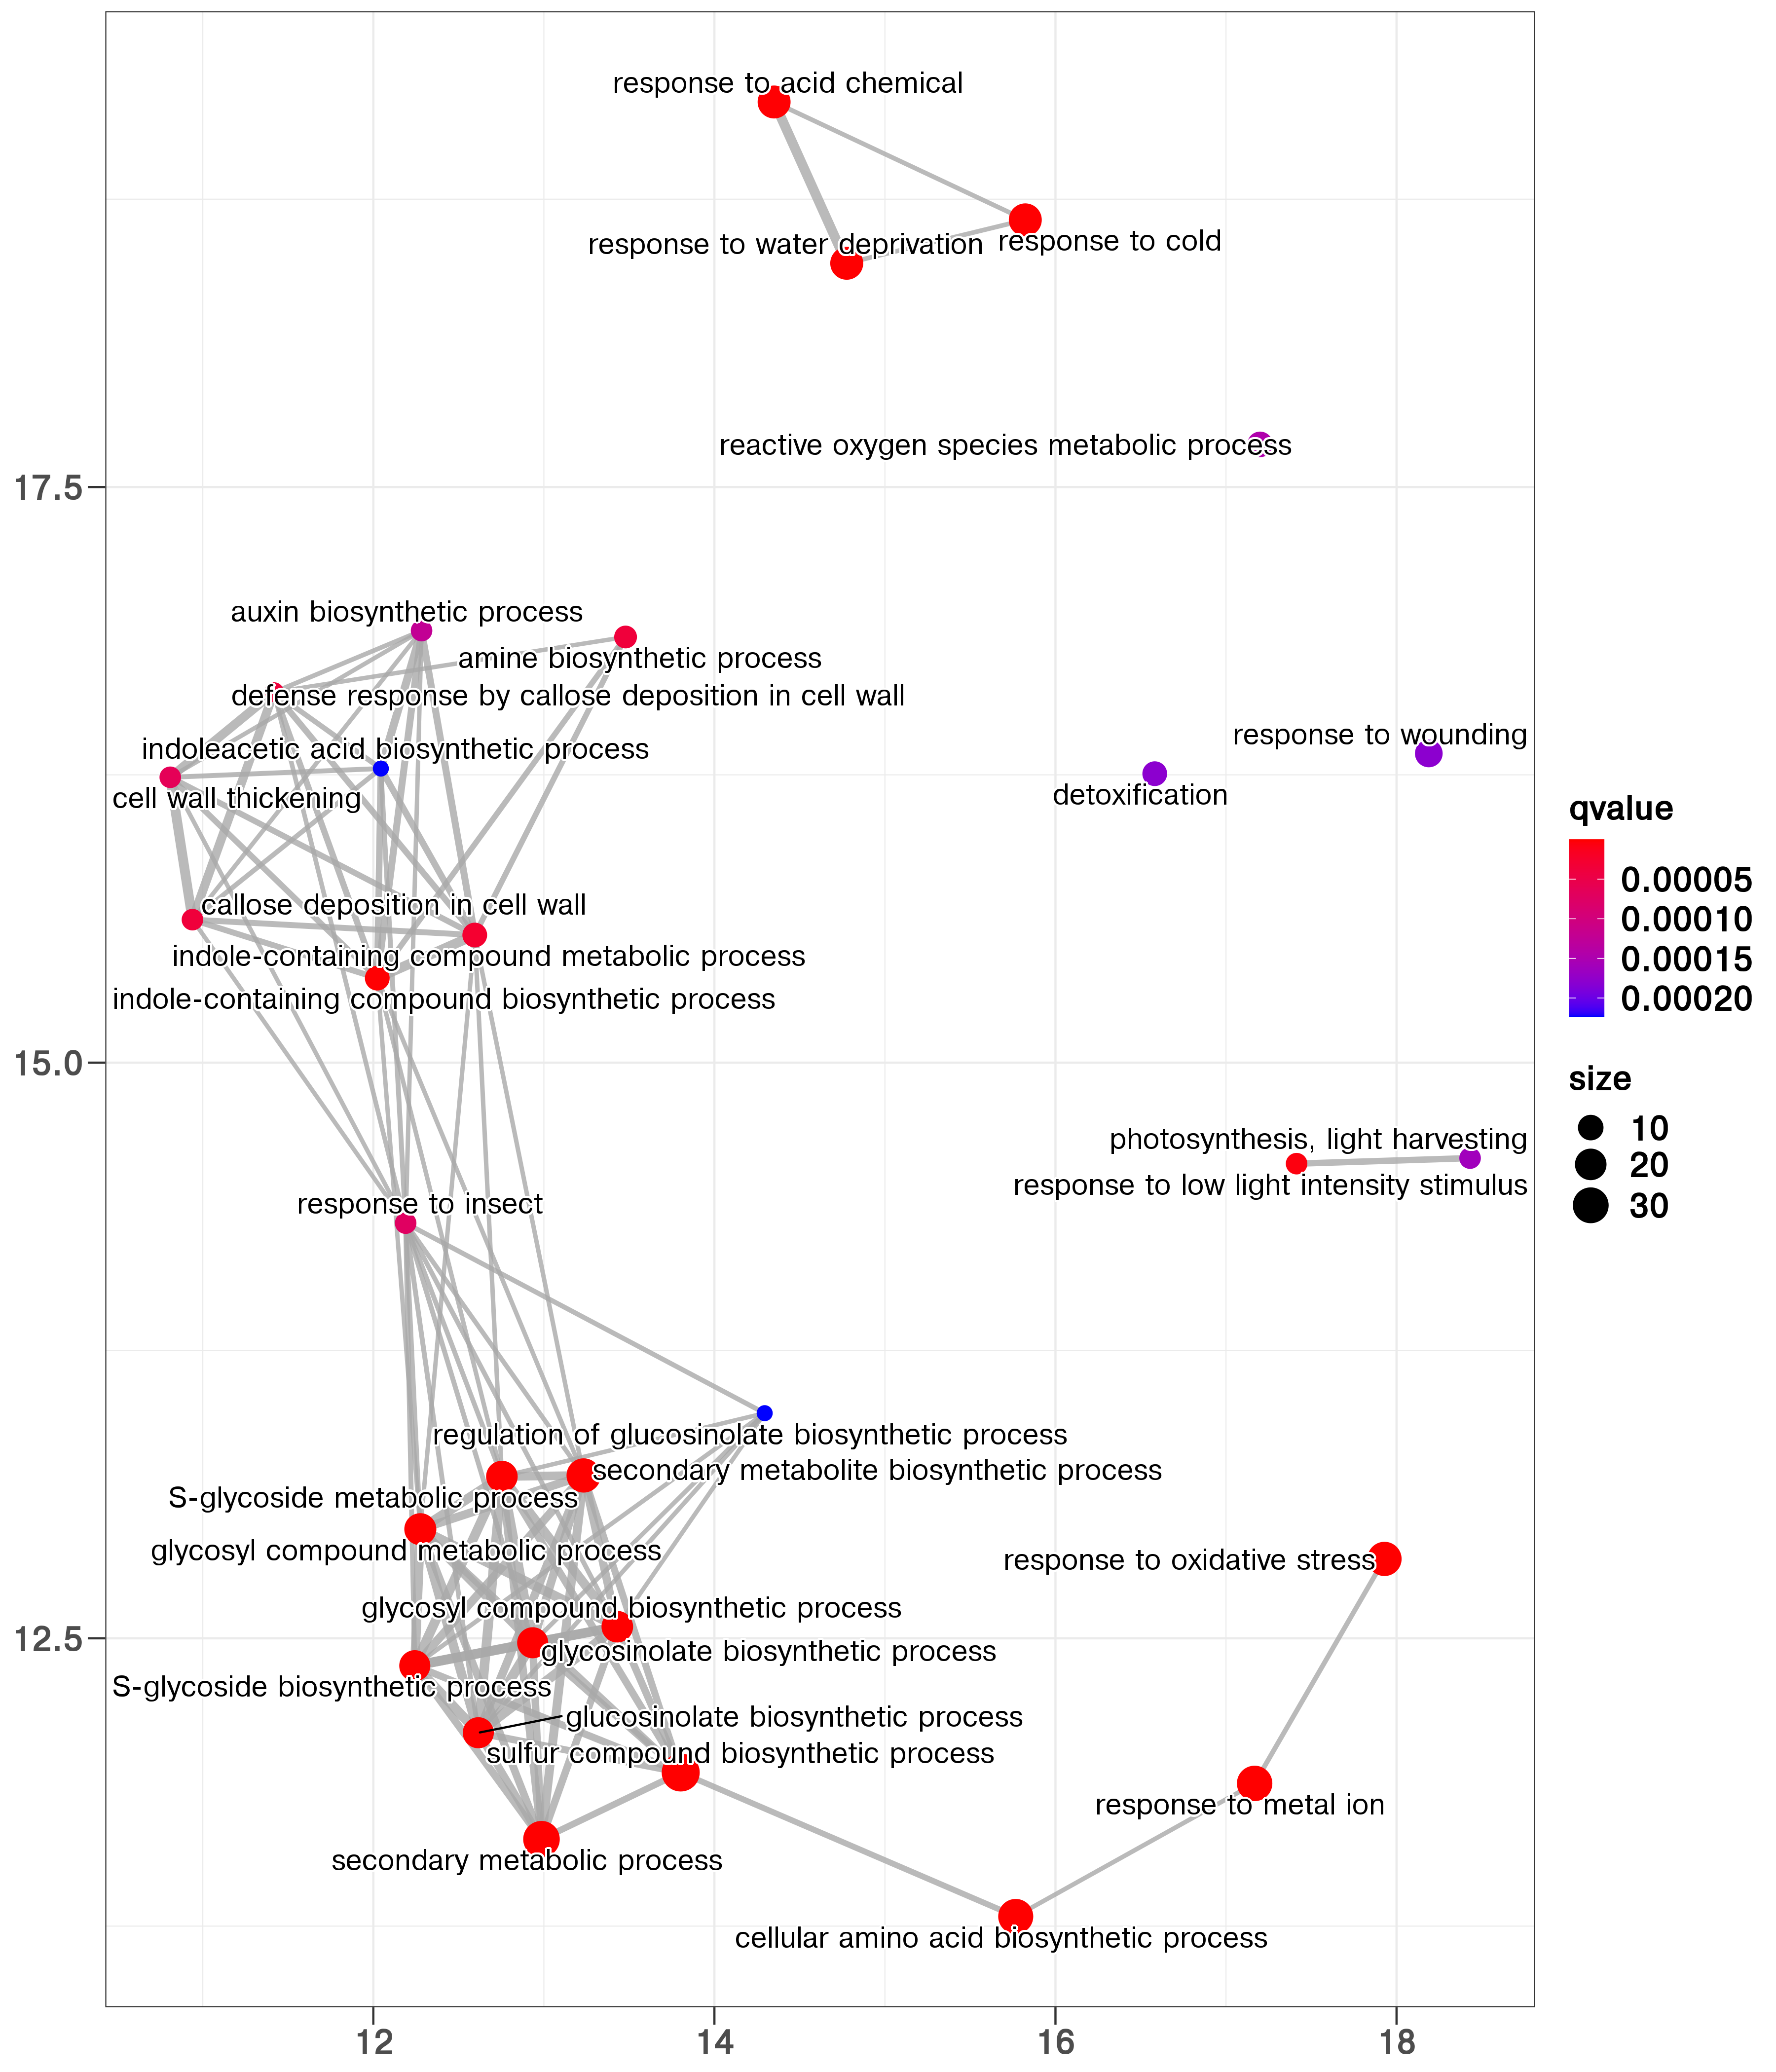 response to acid chemical
response to water deprivation
response to cold
reactive oxygen species metabolic process
17.5
auxin biosynthetic process
amine biosynthetic process
defense response by callose deposition in cell wall
response to wounding
indoleacetic acid biosynthetic process
cell wall thickening
detoxification
qvalue
0.00005
0.00010
0.00015
0.00020
callose deposition in cell wall
indole-containing compound metabolic process
indole-containing compound biosynthetic process
15.0
size
10
20
30
photosynthesis, light harvesting
response to low light intensity stimulus
response to insect
regulation of glucosinolate biosynthetic process
secondary metabolite biosynthetic process
S-glycoside metabolic process
glycosyl compound metabolic process
response to oxidative stress
glycosyl compound biosynthetic process
12.5
glycosinolate biosynthetic process
S-glycoside biosynthetic process
glucosinolate biosynthetic process
sulfur compound biosynthetic process
response to metal ion
secondary metabolic process
cellular amino acid biosynthetic process
12
14
16
18